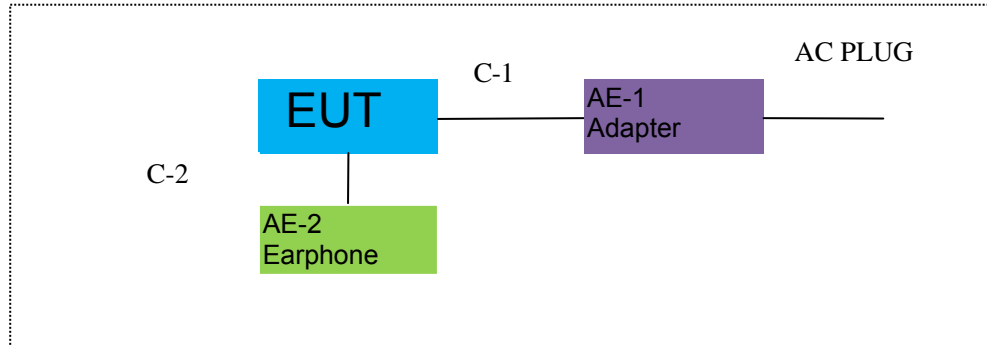 AC PLUG
C-1
EUT
AE-1
Adapter
C-2
AE-2
Earphone